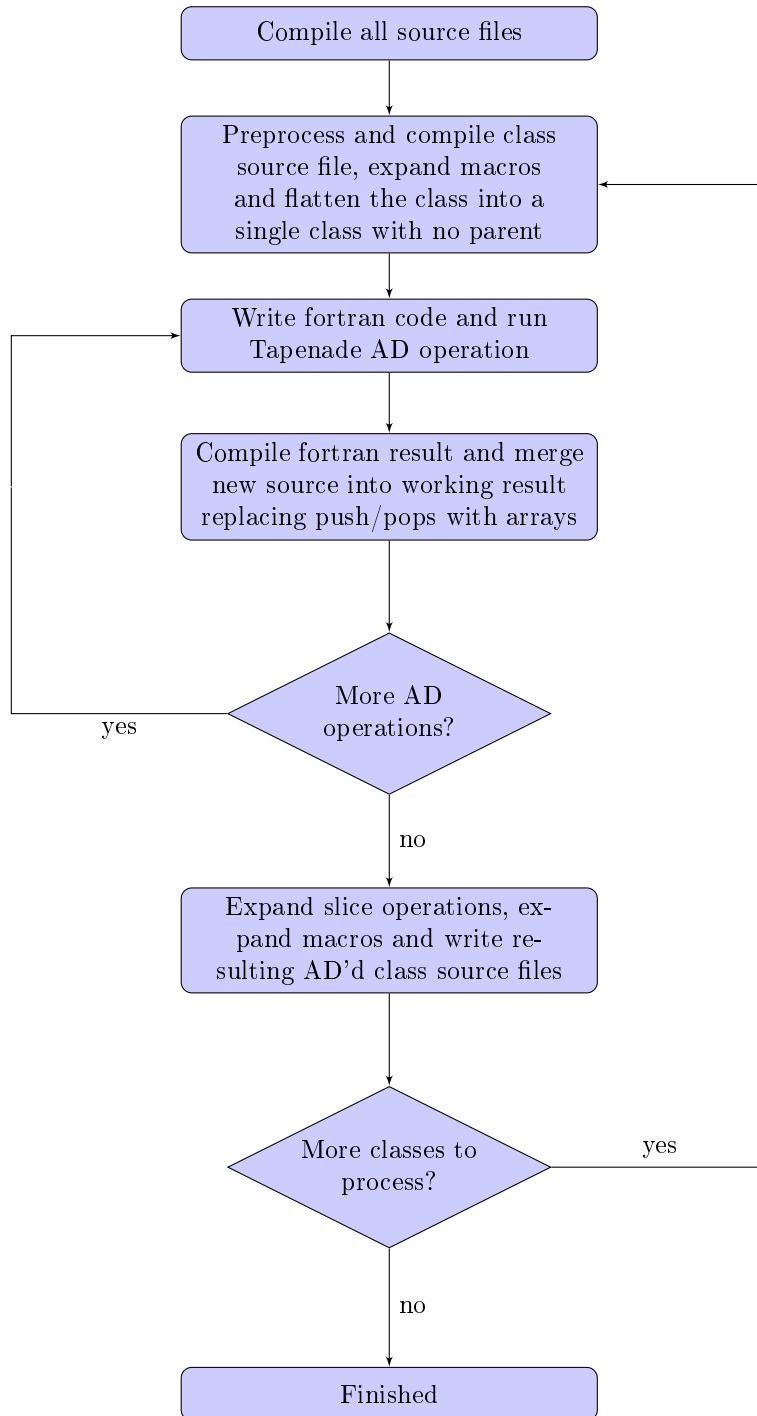 Compile all source files
Preprocess and compile class
source file, expand macros
and flatten the class into a
single class with no parent
Write fortran code and run
Tapenade AD operation
Compile fortran result and merge
new source into working result
replacing push/pops with arrays
More AD
operations?
yes
no
Expand slice operations, ex-
pand macros and write re-
sulting AD'd class source files
More classes to
process?
yes
no
Finished